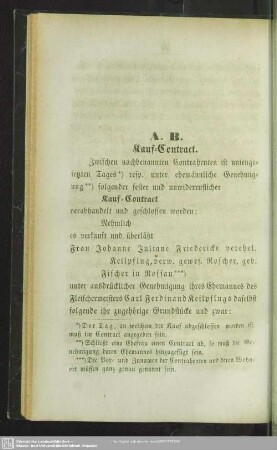 A. B.
Kauf-Contract.
Zwischen nachbenannten Contrahenten ist untenge-
setzten Tages*) resp. unter ehemännliche Genehmig-
ung**) folgender fester und unwiderruflicher
Kauf-Contract
verabhandelt und geschlossen worden:
Nehmlich
es verkauft und überläßt
Frau Johanne Juliane Friedericke verehel.
Keilpflug, verw. gewes. Roscher, geb.
Fischer in Rossau***)
unter ausdrücklicher Genehmigung ihres Ehemannes des
Fleischermeisters Carl Ferdinand Keilpflugs daselbst
folgende ihr zugehörige Grundstücke und zwar:
*) Der Tag, an welchem der Kauf abgeschlossen worden ist
muß im Contract angegeben werden.
**) Schließt eine Ehefrau einen Contract ab, so muß die Ge-
nehmigung deren Ehemannes hinzugefügt sein.
***) Die Vor- und Zunamen der Contrahenten und deren Wohn-
ort müssen ganz genau genannt sein.